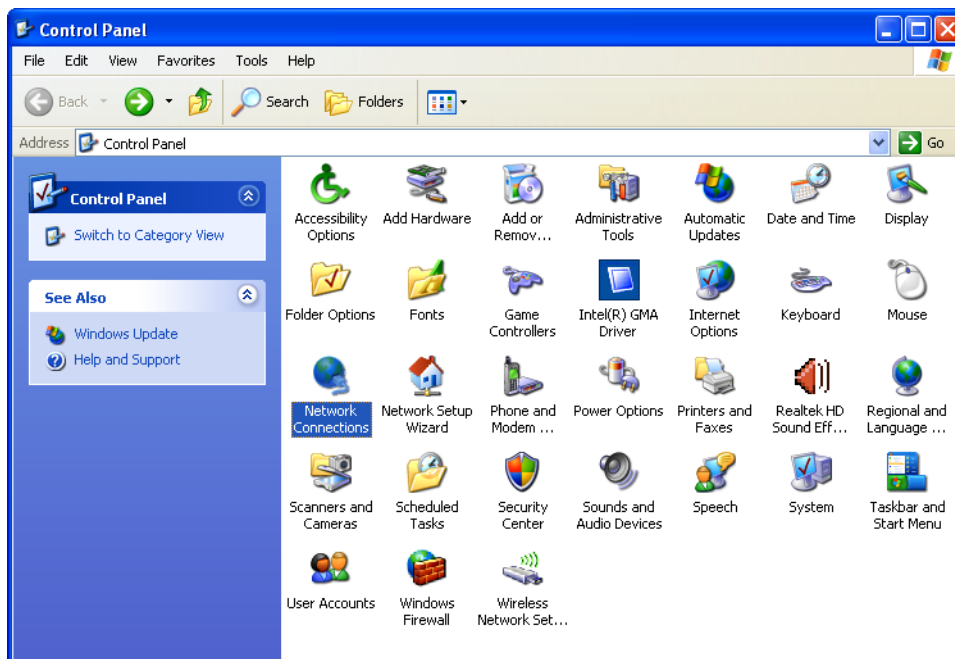 Control Panel
File Edit View Favorites Tools Help
Back Search Folders
Address Control Panel Go
Control Panel
Switch to Category View
See Also
Windows Update
Help and Support
Accessibility Options
Add Hardware
Add or Remov...
Administrative Tools
Automatic Updates
Date and Time
Display
Folder Options
Fonts
Game Controllers
Intel(R) GMA Driver
Internet Options
Keyboard
Mouse
Network Connections
Network Setup Wizard
Phone and Modem ...
Power Options
Printers and Faxes
Realtek HD Sound Eff...
Regional and Language ...
Scanners and Cameras
Scheduled Tasks
Security Center
Sounds and Audio Devices
Speech
System
Taskbar and Start Menu
User Accounts
Windows Firewall
Wireless Network Set...